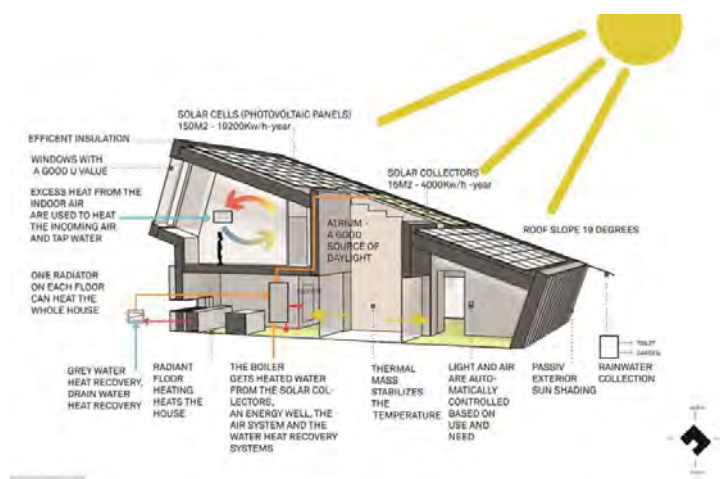 SOLAR CELLS (PHOTOVOLTAIC PANELS)
150M2 - 19200Kw/h-year
EFFICENT INSULATION
WINDOWS WITH
A GOOD U VALUE
EXCESS HEAT FROM THE
INDOOR AIR
ARE USED TO HEAT
THE INCOMING AIR
AND TAP WATER
ONE RADIATOR
ON EACH FLOOR
CAN HEAT THE
WHOLE HOUSE
SOLAR COLLECTORS
16M2 - 4000Kw/h -year
ATRIUM -
A GOOD
SOURCE OF
DAYLIGHT
ROOF SLOPE 19 DEGREES
TOILET
GARDEN
GREY WATER
HEAT RECOVERY,
DRAIN WATER
HEAT RECOVERY
RADIANT
FLOOR
HEATING
HEATS THE
HOUSE
THE BOILER
GETS HEATED WATER
FROM THE SOLAR COL-
LECTORS,
AN ENERGY WELL, THE
AIR SYSTEM AND THE
WATER HEAT RECOVERY
SYSTEMS
THERMAL
MASS
STABILIZES
THE
TEMPERATURE
LIGHT AND AIR
ARE AUTO-
MATICALLY
CONTROLLED
BASED ON
USE AND
NEED
PASSIV
EXTERIOR
SUN SHADING
RAINWATER
COLLECTION